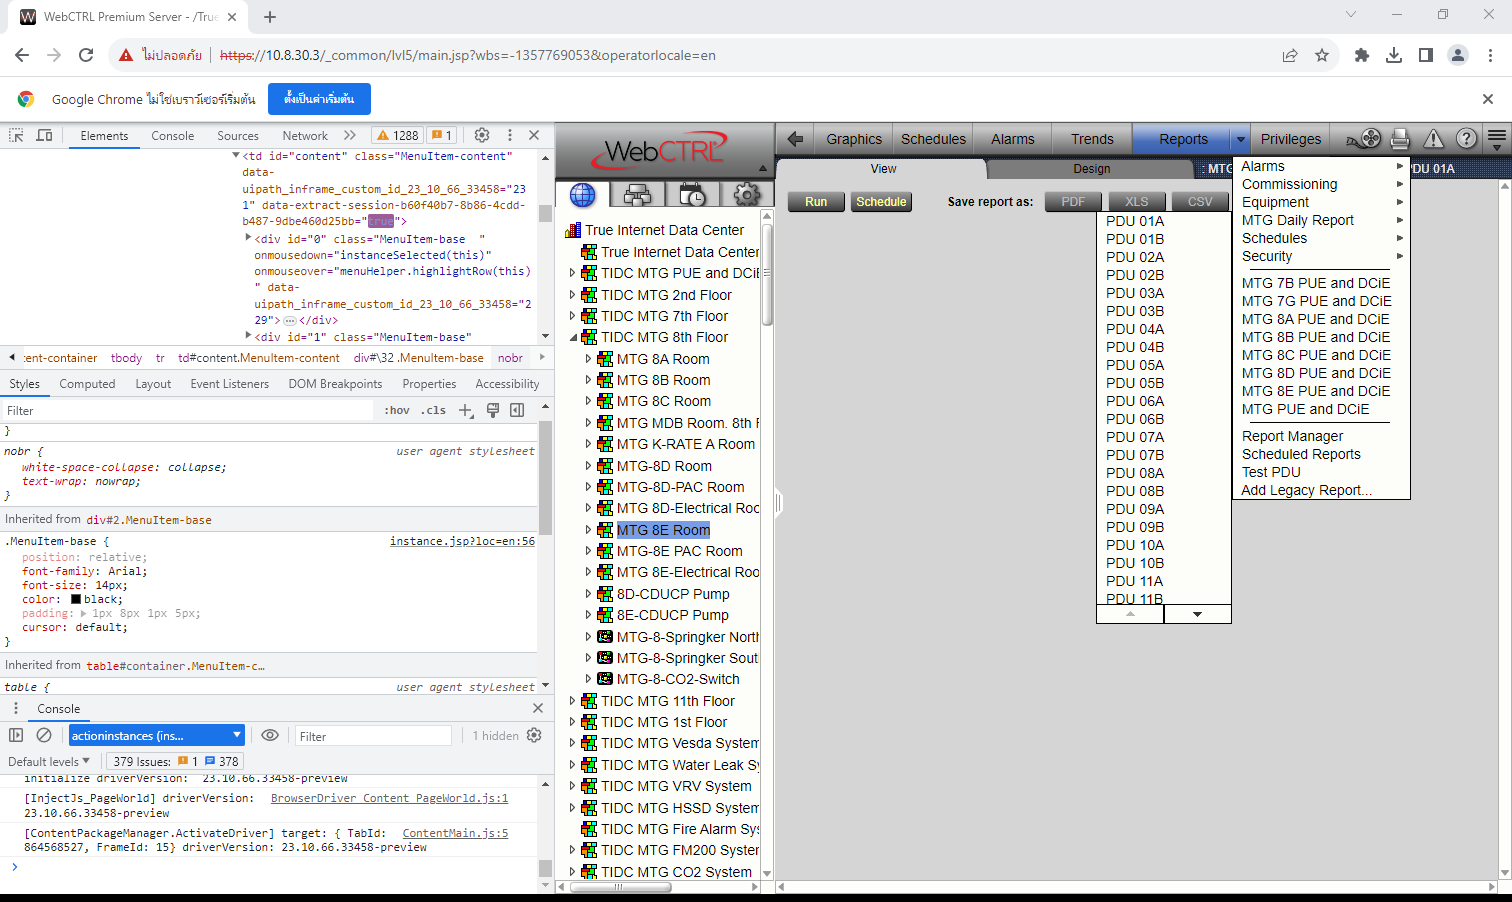 WebCTRL Premium Server - /True
ไม่ปลอดภัย
https://10.8.30.3/_common/lvl5/main.jsp?wbs=-1357769053&operatorlocale=en
Google Chrome ไม่ใช่เบราว์เซอร์เริ่มต้น
ตั้งเป็นค่าเริ่มต้น
Elements Console Sources Network 1288 1
<td id="content" class="MenuItem-content"
data-
uipath_inframe_custom_id_23_10_66_33458="23
1" data-extract-session-b60f40b7-8b86-4cdd-
b487-9dbe460d25bb="true">
<div id="0" class="MenuItem-base  "
onmousedown="instanceSelected(this)"
onmouseover="menuHelper.highlightRow(this)
" data-
uipath_inframe_custom_id_23_10_66_33458="2
29"> … </div>
<div id="1" class="MenuItem-base"
:ent-container tbody tr td#content.MenuItem-content div#\32 .MenuItem-base nobr
Styles Computed Layout Event Listeners DOM Breakpoints Properties Accessibility
Filter :hov .cls
}
nobr { user agent stylesheet
white-space-collapse: collapse;
text-wrap: nowrap;
}
Inherited from div#2.MenuItem-base
.MenuItem-base { instance.jsp?loc=en:56
position: relative;
font-family: Arial;
font-size: 14px;
color: black;
padding: 1px 8px 1px 5px;
cursor: default;
}
Inherited from table#container.MenuItem-c…
table { user agent stylesheet
Console
actioninstances (ins... Filter 1 hidden
Default levels 379 Issues: 1 378
initialize driverVersion:  23.10.66.33458-preview
[InjectJs_PageWorld] driverVersion: BrowserDriver_Content_PageWorld.js:1
23.10.66.33458-preview
[ContentPackageManager.ActivateDriver] target: { TabId: ContentMain.js:5
864568527, FrameId: 15} driverVersion: 23.10.66.33458-preview
WebCTRL
True Internet Data Center
True Internet Data Center
TIDC MTG PUE and DCiE
TIDC MTG 2nd Floor
TIDC MTG 7th Floor
TIDC MTG 8th Floor
MTG 8A Room
MTG 8B Room
MTG 8C Room
MTG MDB Room. 8th F
MTG K-RATE A Room
MTG-8D Room
MTG-8D-PAC Room
MTG 8D-Electrical Roo
MTG 8E Room
MTG-8E PAC Room
MTG 8E-Electrical Roo
8D-CDUCP Pump
8E-CDUCP Pump
MTG-8-Springker North
MTG-8-Springker Sout
MTG-8-CO2-Switch
TIDC MTG 11th Floor
TIDC MTG 1st Floor
TIDC MTG Vesda System
TIDC MTG Water Leak Sy
TIDC MTG VRV System
TIDC MTG HSSD System
TIDC MTG Fire Alarm Sys
TIDC MTG FM200 System
TIDC MTG CO2 System
Graphics Schedules Alarms Trends Reports Privileges
View Design : MTG PDU 01A
Run Schedule Save report as: PDF XLS CSV
PDU 01A
PDU 01B
PDU 02A
PDU 02B
PDU 03A
PDU 03B
PDU 04A
PDU 04B
PDU 05A
PDU 05B
PDU 06A
PDU 06B
PDU 07A
PDU 07B
PDU 08A
PDU 08B
PDU 09A
PDU 09B
PDU 10A
PDU 10B
PDU 11A
PDU 11B
Alarms
Commissioning
Equipment
MTG Daily Report
Schedules
Security
MTG 7B PUE and DCiE
MTG 7G PUE and DCiE
MTG 8A PUE and DCiE
MTG 8B PUE and DCiE
MTG 8C PUE and DCiE
MTG 8D PUE and DCiE
MTG 8E PUE and DCiE
MTG PUE and DCiE
Report Manager
Scheduled Reports
Test PDU
Add Legacy Report...